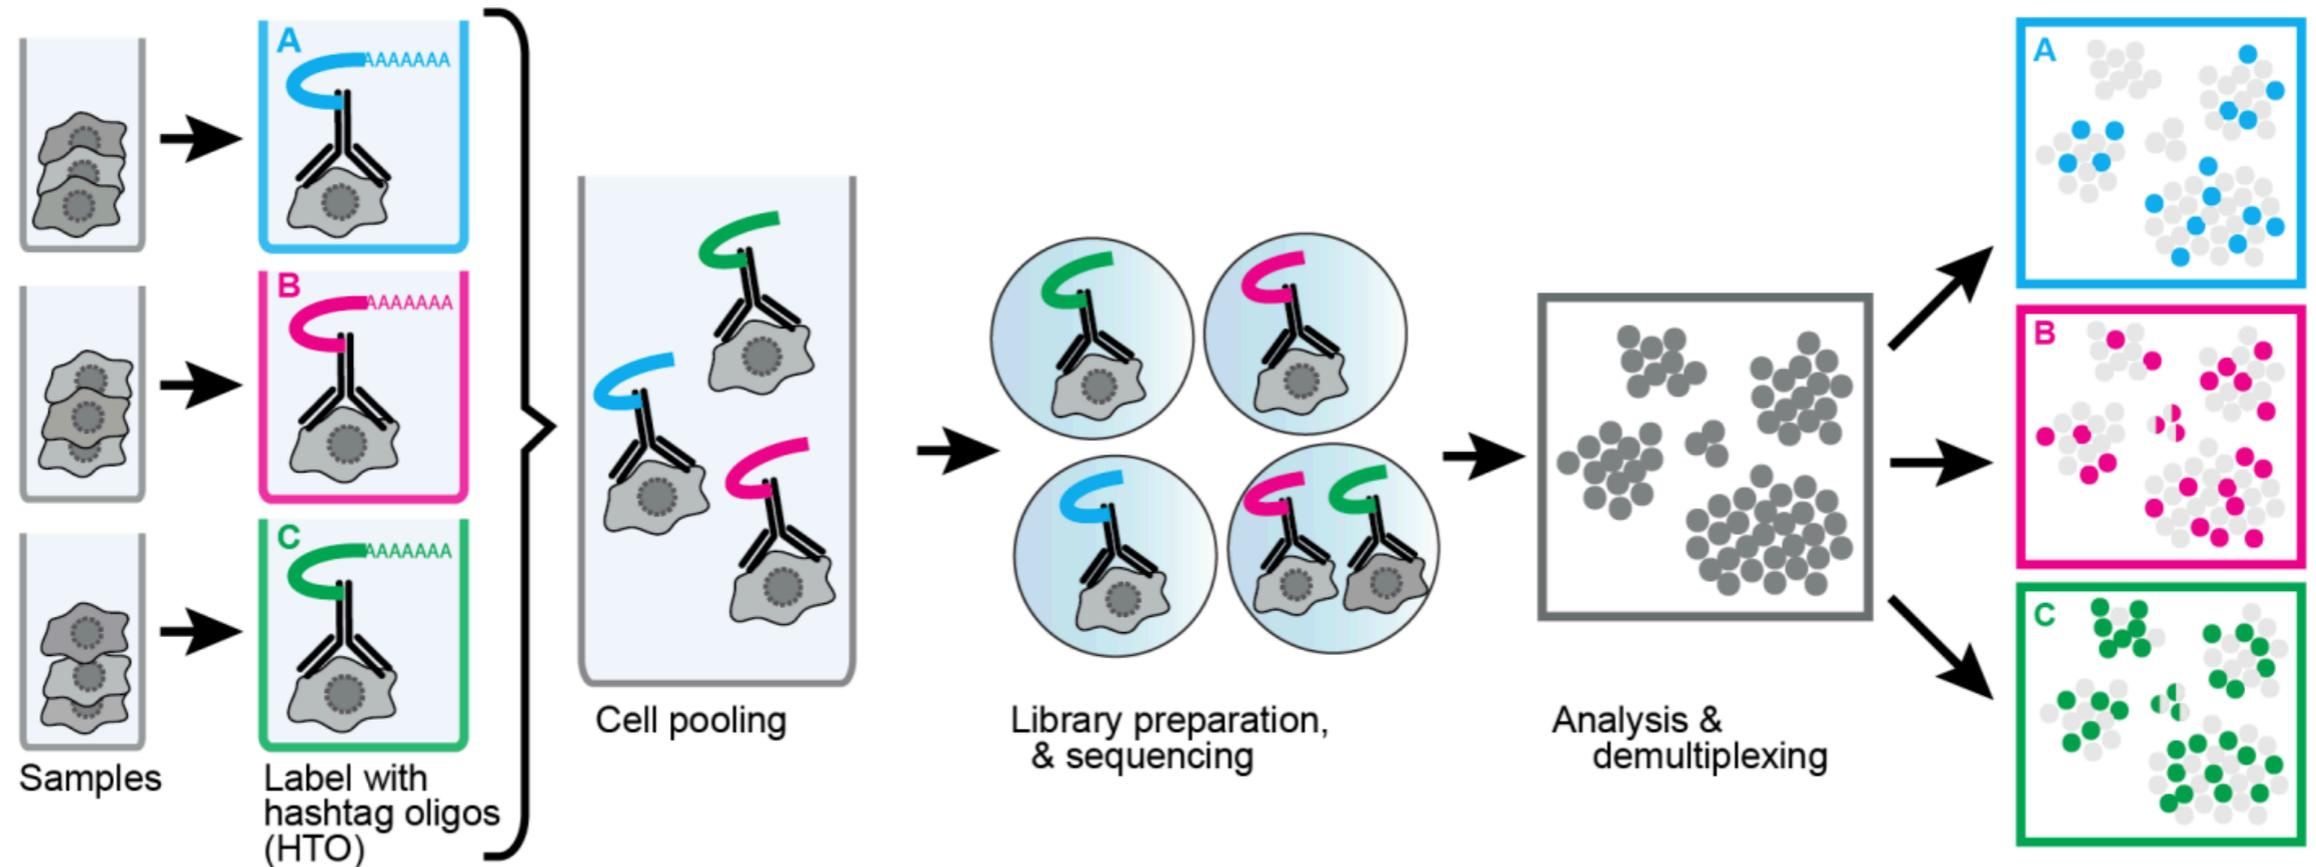 A
AAAAAAA
B
AAAAAAA
C
AAAAAAA
Samples
Label with
hashtag oligos
(HTO)
Cell pooling
Library preparation,
& sequencing
Analysis &
demultiplexing
A
B
C